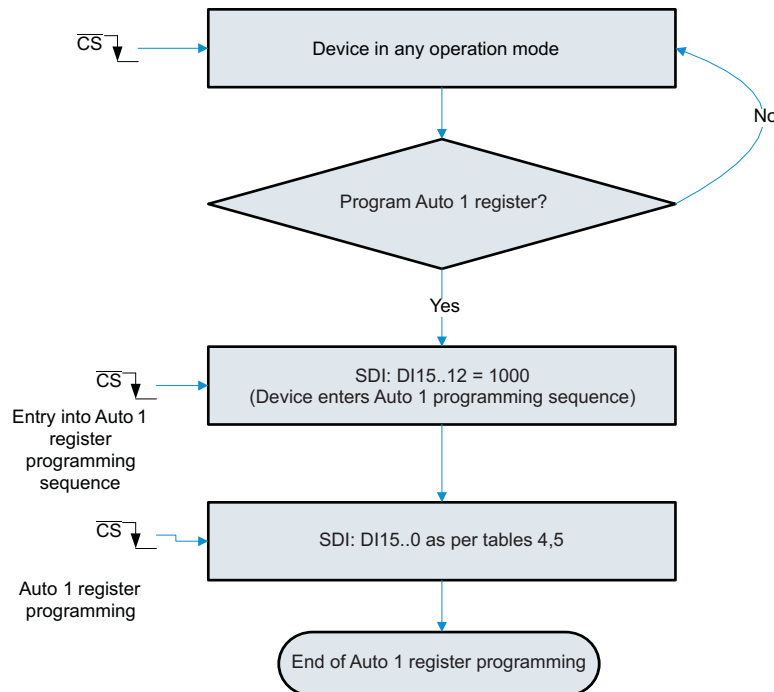 CS
Device in any operation mode
No
Program Auto 1 register?
Yes
CS
SDI: DI15..12 = 1000
(Device enters Auto 1 programming sequence)
Entry into Auto 1
register
programming
sequence
CS
SDI: DI15..0 as per tables 4,5
Auto 1 register
programming
End of Auto 1 register programming